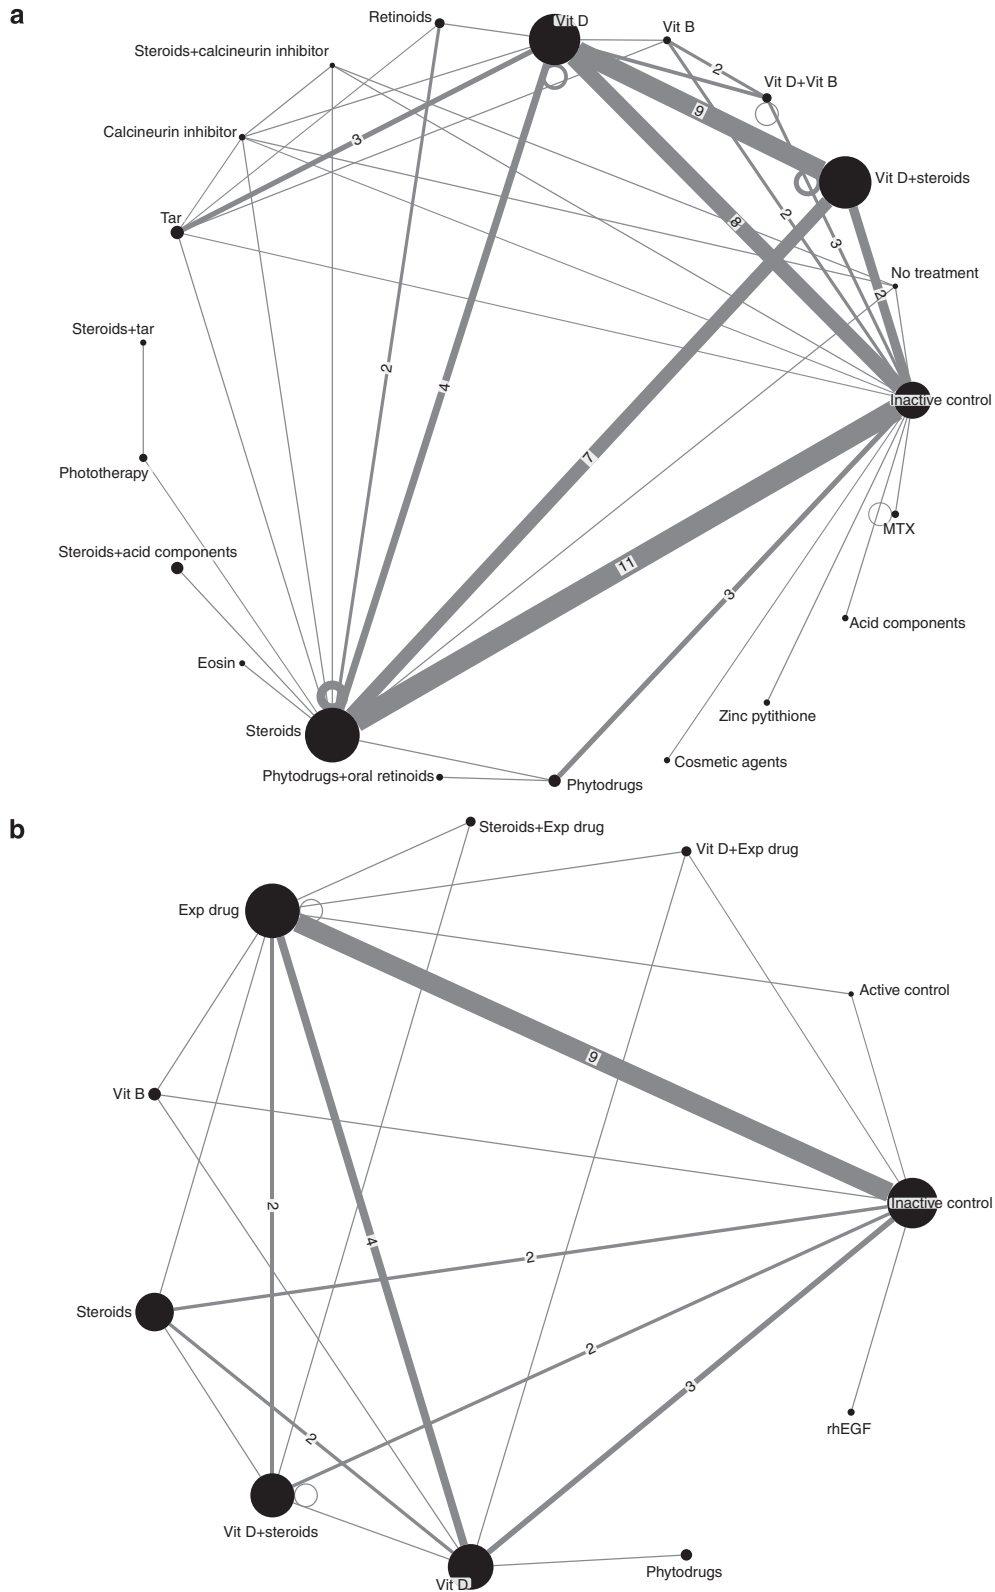 a
Retinoids
Vit D
Vit B
Steroids+calcineurin inhibitor
2
Vit D+Vit B
9
Calcineurin inhibitor
3
Vit D+steroids
Tar
8
2
3
No treatment
2
Steroids+tar
2
4
Inactive control
Phototherapy
7
MTX
Steroids+acid components
11
3
Acid components
Eosin
Zinc pytithione
Steroids
Phytodrugs+oral retinoids
Phytodrugs
Cosmetic agents
b
Steroids+Exp drug
Vit D+Exp drug
Exp drug
Active control
9
Vit B
2
4
Inactive control
2
Steroids
2
3
2
rhEGF
Vit D+steroids
Vit D
Phytodrugs